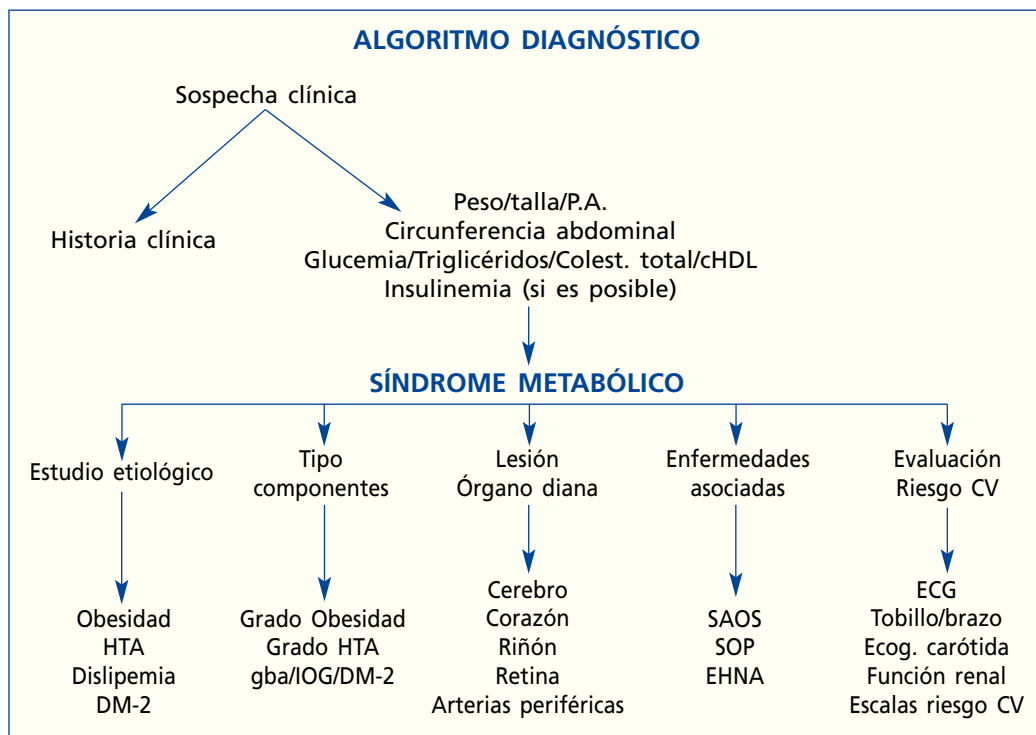 ALGORITMO DIAGNÓSTICO
Sospecha clínica
Historia clínica
Peso/talla/P.A.
Circunferencia abdominal
Glucemia/Triglicéridos/Colest. total/cHDL
Insulinemia (si es posible)
SÍNDROME METABÓLICO
Estudio etiológico
Tipo
componentes
Lesión
Órgano diana
Enfermedades
asociadas
Evaluación
Riesgo CV
Obesidad
HTA
Dislipemia
DM-2
Grado Obesidad
Grado HTA
gba/IOG/DM-2
Cerebro
Corazón
Riñón
Retina
Arterias periféricas
SAOS
SOP
EHNA
ECG
Tobillo/brazo
Ecog. carótida
Función renal
Escalas riesgo CV